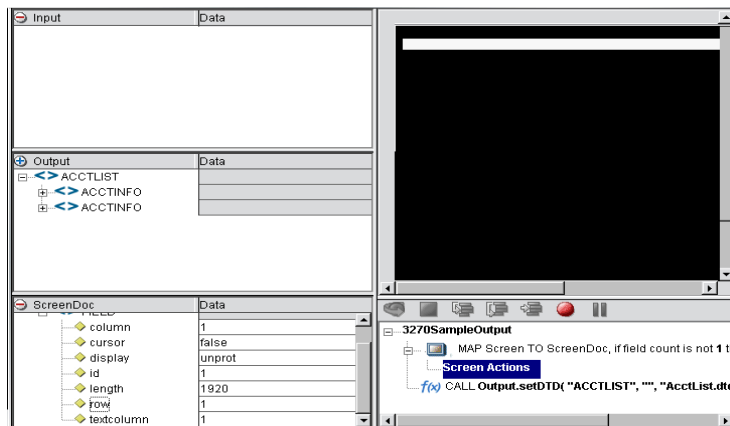 Input Data
Output Data
<> ACCTLIST
<> ACCTINFO
<> ACCTINFO
ScreenDoc Data
<> FIELD
column 1
cursor false
display unprot
id 1
length 1920
row 1
textcolumn 1
3270SampleOutput
MAP Screen TO ScreenDoc, if field count is not 1 t
Screen Actions
f(x) CALL Output.setDTD( "ACCTLIST", "", "AcctList.dt